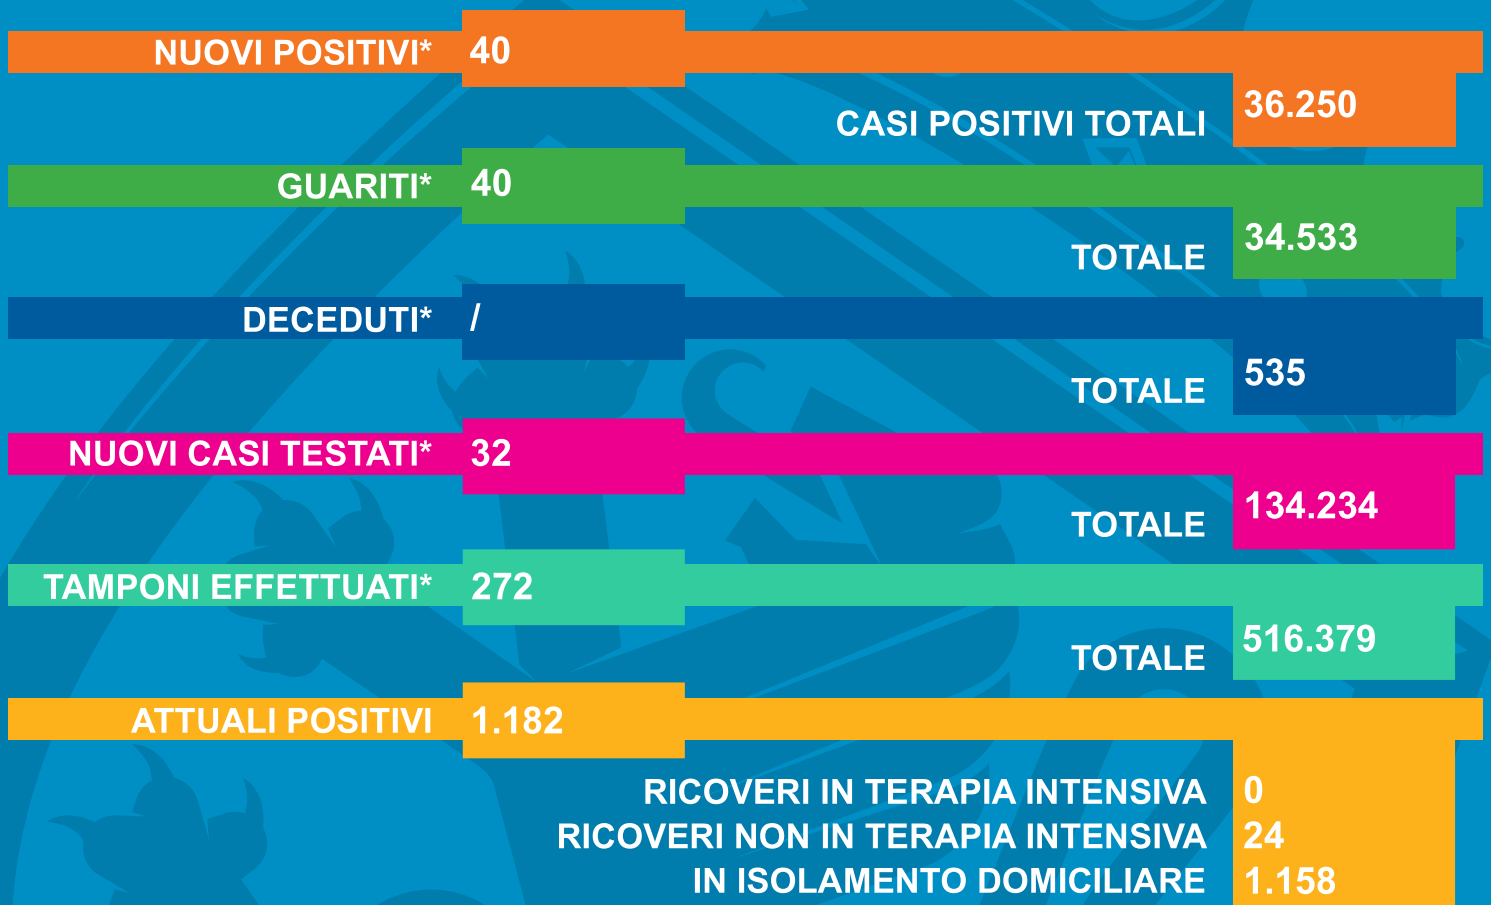 NUOVI POSITIVI* 40
CASI POSITIVI TOTALI 36.250
GUARITI* 40
TOTALE 34.533
DECEDUTI* /
TOTALE 535
NUOVI CASI TESTATI* 32
TOTALE 134.234
TAMPONI EFFETTUATI* 272
TOTALE 516.379
ATTUALI POSITIVI 1.182
RICOVERI IN TERAPIA INTENSIVA 0
RICOVERI NON IN TERAPIA INTENSIVA 24
IN ISOLAMENTO DOMICILIARE 1.158